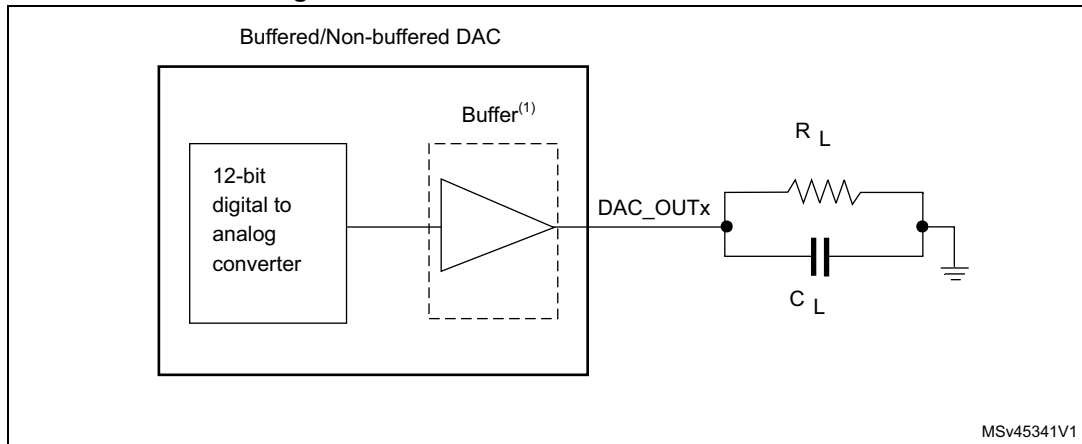 Buffered/Non-buffered DAC
Buffer(1)
12-bit
digital to
analog
converter
DAC_OUTx
R L
C L
MSv45341V1